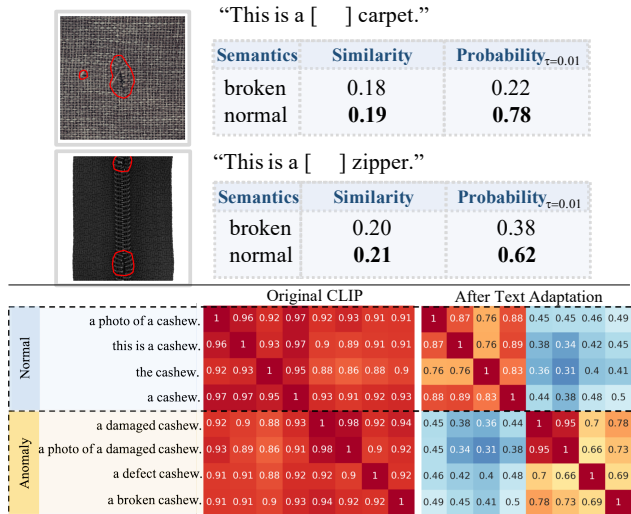 “This is a [ ] carpet.”
Semantics Similarity Probabilityτ=0.01
broken 0.18 0.22
normal 0.19 0.78
“This is a [ ] zipper.”
Semantics Similarity Probabilityτ=0.01
broken 0.20 0.38
normal 0.21 0.62
Original CLIP After Text Adaptation
Normal
a photo of a cashew. 1 0.96 0.92 0.97 0.92 0.93 0.91 0.91 1 0.87 0.76 0.88 0.45 0.45 0.46 0.49
this is a cashew. 0.96 1 0.93 0.97 0.9 0.89 0.91 0.91 0.87 1 0.76 0.89 0.38 0.34 0.42 0.45
the cashew. 0.92 0.93 1 0.95 0.88 0.86 0.88 0.9 0.76 0.76 1 0.83 0.36 0.31 0.4 0.41
a cashew. 0.97 0.97 0.95 1 0.93 0.91 0.92 0.93 0.88 0.89 0.83 1 0.44 0.38 0.48 0.5
Anomaly
a damaged cashew. 0.92 0.9 0.88 0.93 1 0.98 0.92 0.94 0.45 0.38 0.36 0.44 1 0.95 0.7 0.78
a photo of a damaged cashew. 0.93 0.89 0.86 0.91 0.98 1 0.9 0.92 0.45 0.34 0.31 0.38 0.95 1 0.66 0.73
a defect cashew. 0.91 0.91 0.88 0.92 0.92 0.9 1 0.92 0.46 0.42 0.4 0.48 0.7 0.66 1 0.69
a broken cashew. 0.91 0.91 0.9 0.93 0.94 0.92 0.92 1 0.49 0.45 0.41 0.5 0.78 0.73 0.69 1